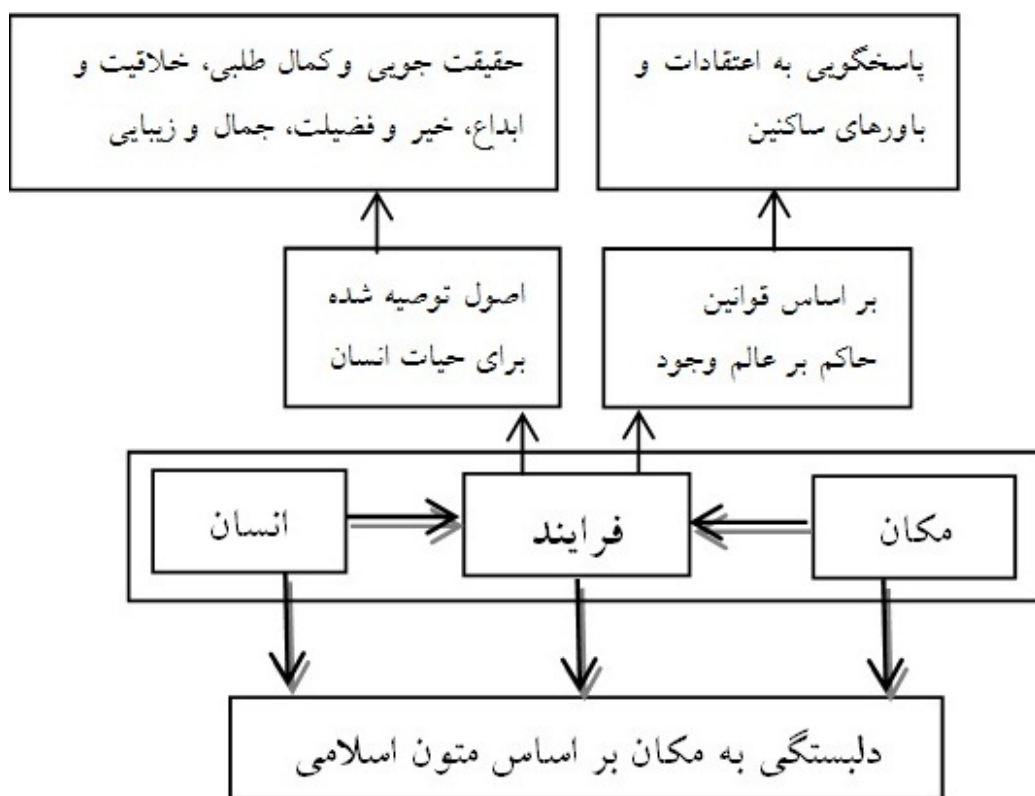 پاسخگویی به اعتقادات و
باورهای ساکنین
حقیقت جویی و کمال طلبی، خلاقیت و
ابداع، خیر و فضیلت، جمال و زیبایی
بر اساس قوانین
حاکم بر عالم وجود
اصول توصیه شده
برای حیات انسان
مکان
فرایند
انسان
دلبستگی به مکان بر اساس متون اسلامی